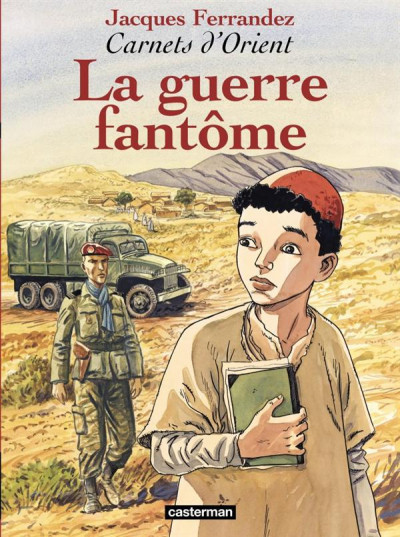 Jacques Ferrandez
Carnets d'Orient
La guerre
fantôme
casterman